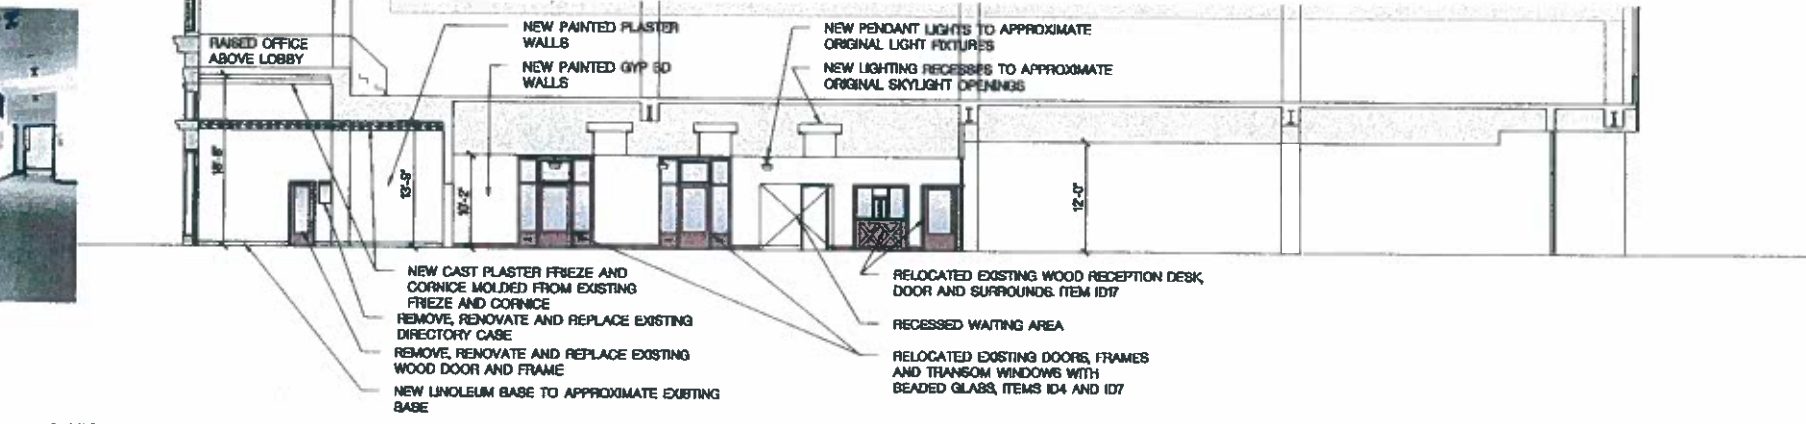 RAISED OFFICE
ABOVE LOBBY
NEW PAINTED PLASTER
WALLS
NEW PAINTED GYP BD
WALLS
NEW PENDANT LIGHTS TO APPROXIMATE
ORIGINAL LIGHT FIXTURES
NEW LIGHTING RECESSES TO APPROXIMATE
ORIGINAL SKYLIGHT OPENINGS
13'-9"
10'-2"
12'-0"
NEW CAST PLASTER FRIEZE AND
CORNICE MOLDED FROM EXISTING
FRIEZE AND CORNICE
REMOVE, RENOVATE AND REPLACE EXISTING
DIRECTORY CASE
REMOVE, RENOVATE AND REPLACE EXISTING
WOOD DOOR AND FRAME
NEW LINOLEUM BASE TO APPROXIMATE EXISTING
BASE
RELOCATED EXISTING WOOD RECEPTION DESK,
DOOR AND SURROUNDS. ITEM ID17
RECESSED WAITING AREA
RELOCATED EXISTING DOORS, FRAMES
AND TRANSOM WINDOWS WITH
BEADED GLASS, ITEMS ID4 AND ID7